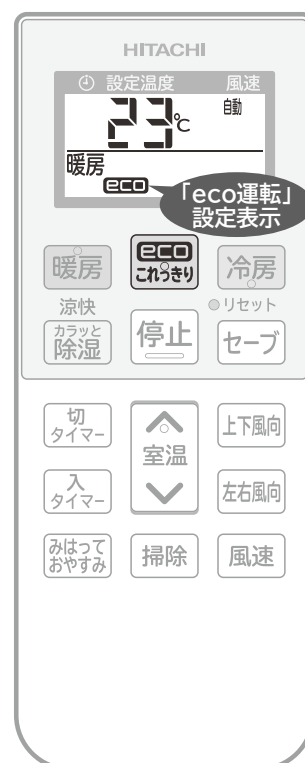 HITACHI
設定温度 風速
23℃ 自動
暖房
eco
「eco運転」
設定表示
暖房
eco
これっきり
冷房
涼快
カラッと
除湿
停止
リセット
セーブ
切
タイマー
室温
上下風向
入
タイマー
左右風向
みはって
おやすみ
掃除
風速